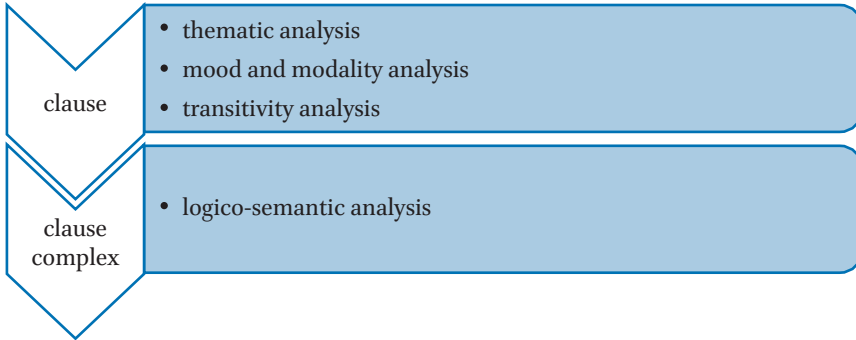 clause
• thematic analysis
• mood and modality analysis
• transitivity analysis
clause
complex
• logico-semantic analysis